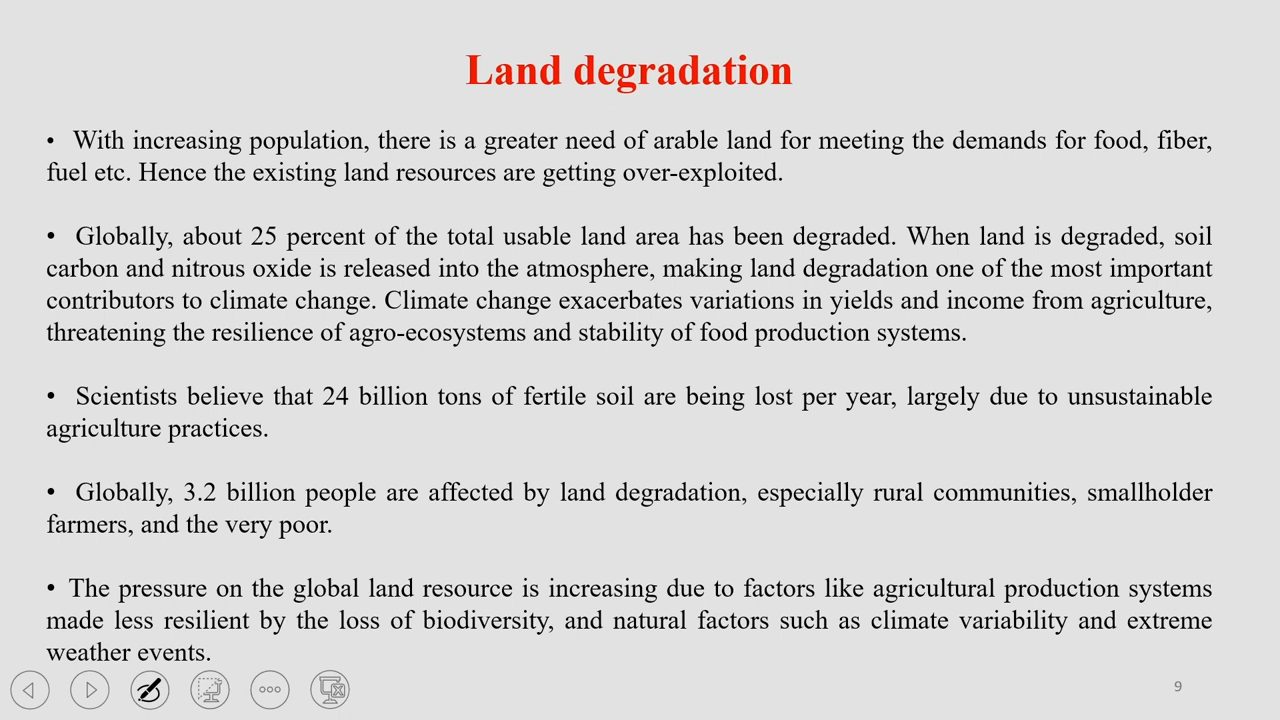 Land degradation
• With increasing population, there is a greater need of arable land for meeting the demands for food, fiber,
fuel etc. Hence the existing land resources are getting over-exploited.
• Globally, about 25 percent of the total usable land area has been degraded. When land is degraded, soil
carbon and nitrous oxide is released into the atmosphere, making land degradation one of the most important
contributors to climate change. Climate change exacerbates variations in yields and income from agriculture,
threatening the resilience of agro-ecosystems and stability of food production systems.
• Scientists believe that 24 billion tons of fertile soil are being lost per year, largely due to unsustainable
agriculture practices.
• Globally, 3.2 billion people are affected by land degradation, especially rural communities, smallholder
farmers, and the very poor.
• The pressure on the global land resource is increasing due to factors like agricultural production systems
made less resilient by the loss of biodiversity, and natural factors such as climate variability and extreme
weather events.
9